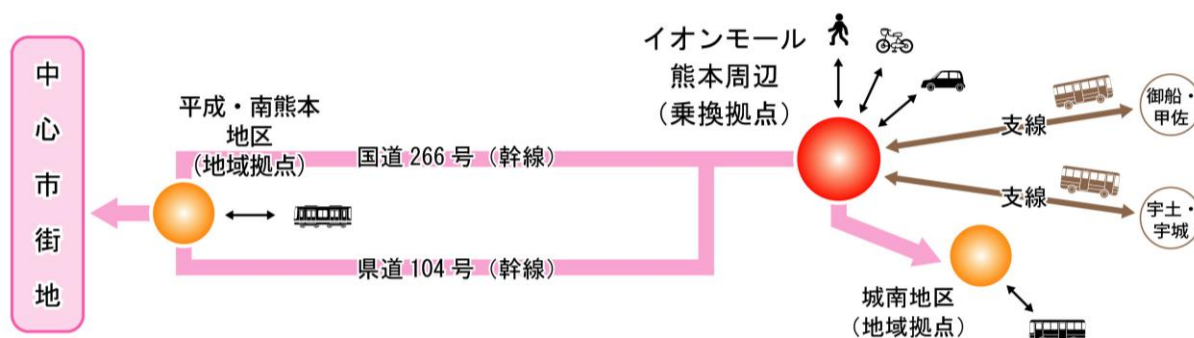 中
心
市
街
地
平成・南熊本
地区
(地域拠点)
国道 266 号（幹線）
県道 104 号（幹線）
イオンモール
熊本周辺
（乗換拠点）
支線
御船・
甲佐
支線
宇土・
宇城
城南地区
（地域拠点）